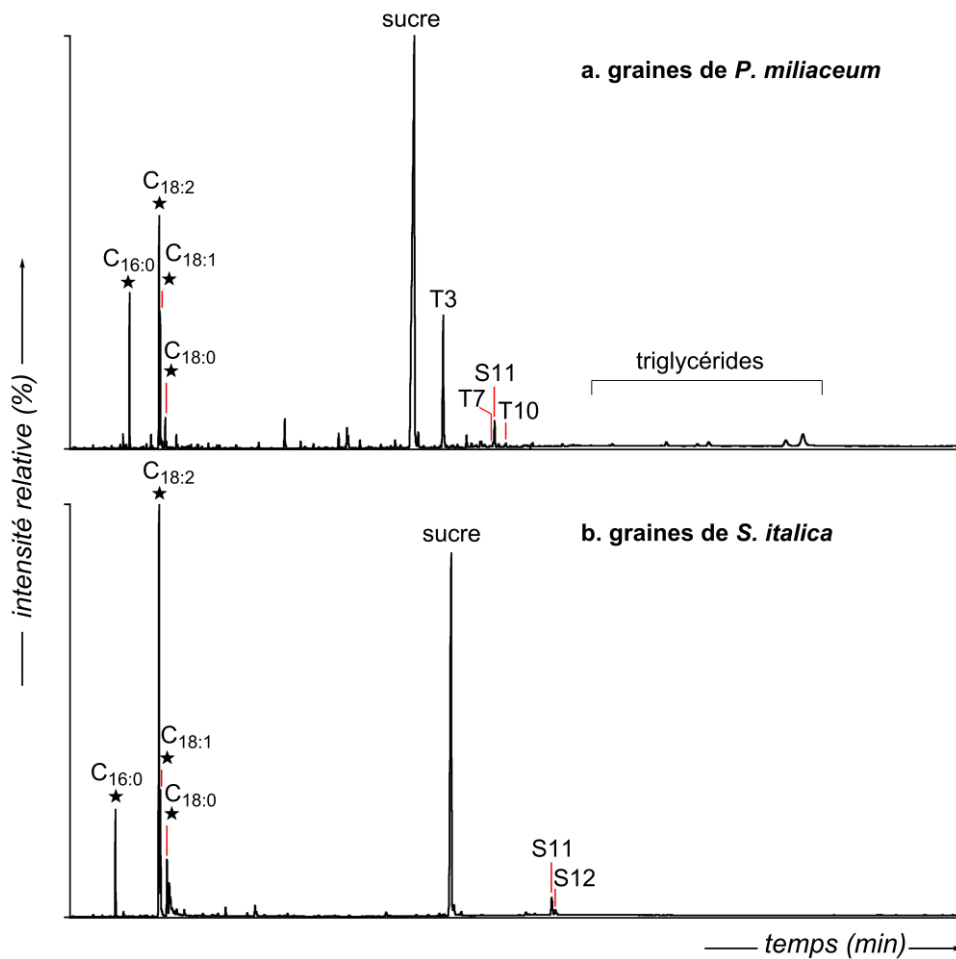 sucre
a. graines de P. miliaceum
C18:2
★
C18:1
★
C16:0
★
C18:0
★
T3
S11
T7
T10
triglycérides
intensité relative (%)
C18:2
★
sucre
b. graines de S. italica
C18:1
★
C16:0
★
C18:0
★
S11
S12
temps (min)